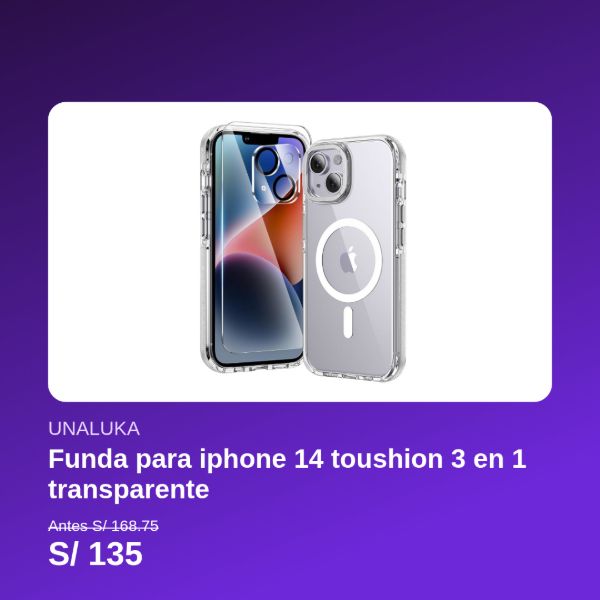 UNALUKA
Funda para iphone 14 toushion 3 en 1
transparente
Antes S/ 168.75
S/ 135